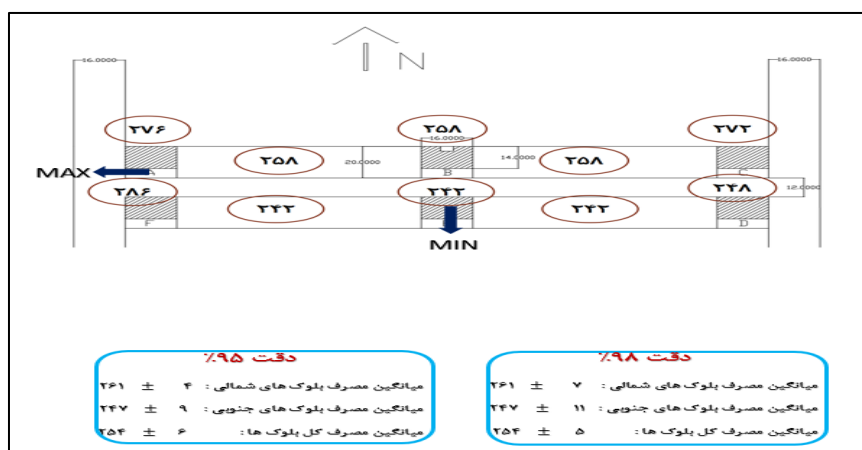 N
16.0000 16.0000
۲۷۶ ۲۵۸ ۲۷۲
16.0000
۲۵۸ 20.0000 14.0000 ۲۵۸
MAX A B C
۲۸۶ ۲۴۲ ۲۴۸ 12.0000
۲۴۲ ۲۴۲
F D
MIN
دقت ۹۵٪
میانگین مصرف بلوک های شمالی : ۴ ± ۲۶۱
میانگین مصرف بلوک های جنوبی : ۹ ± ۲۴۷
میانگین مصرف کل بلوک ها : ۶ ± ۲۵۴
دقت ۹۸٪
میانگین مصرف بلوک های شمالی : ۷ ± ۲۶۱
میانگین مصرف بلوک های جنوبی : ۱۱ ± ۲۴۷
میانگین مصرف کل بلوک ها : ۵ ± ۲۵۴